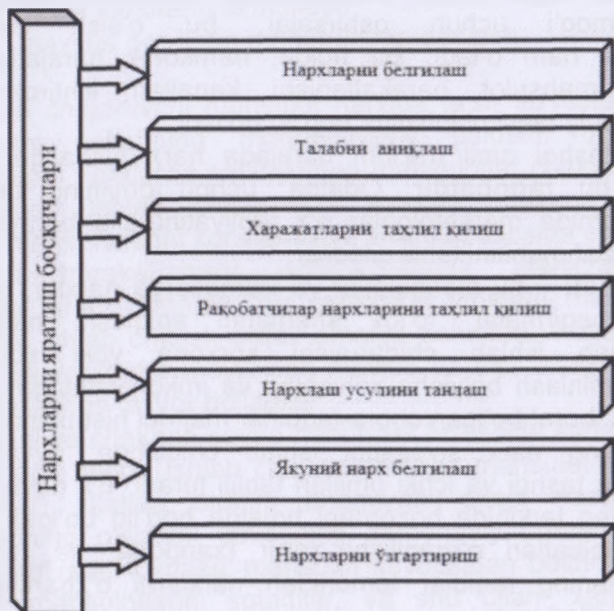 Нархларни яратиш босқичлари
Нархларни белгилаш
Талабни аниқлаш
Харажатларни таҳлил қилиш
Рақобатчилар нархларини таҳлил қилиш
Нархлаш усулини танлаш
Якуний нарх белгилаш
Нархларни ўзгартириш